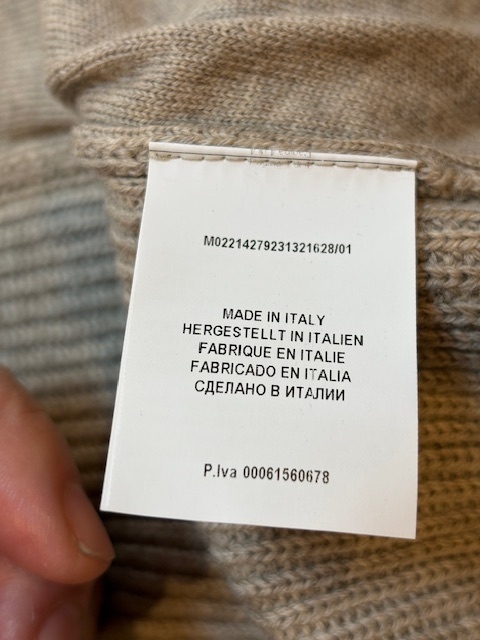 M02214279231321628/01
MADE IN ITALY
HERGESTELLT IN ITALIEN
FABRIQUE EN ITALIE
FABRICADO EN ITALIA
СДЕЛАНО В ИТАЛИИ
P.Iva 00061560678